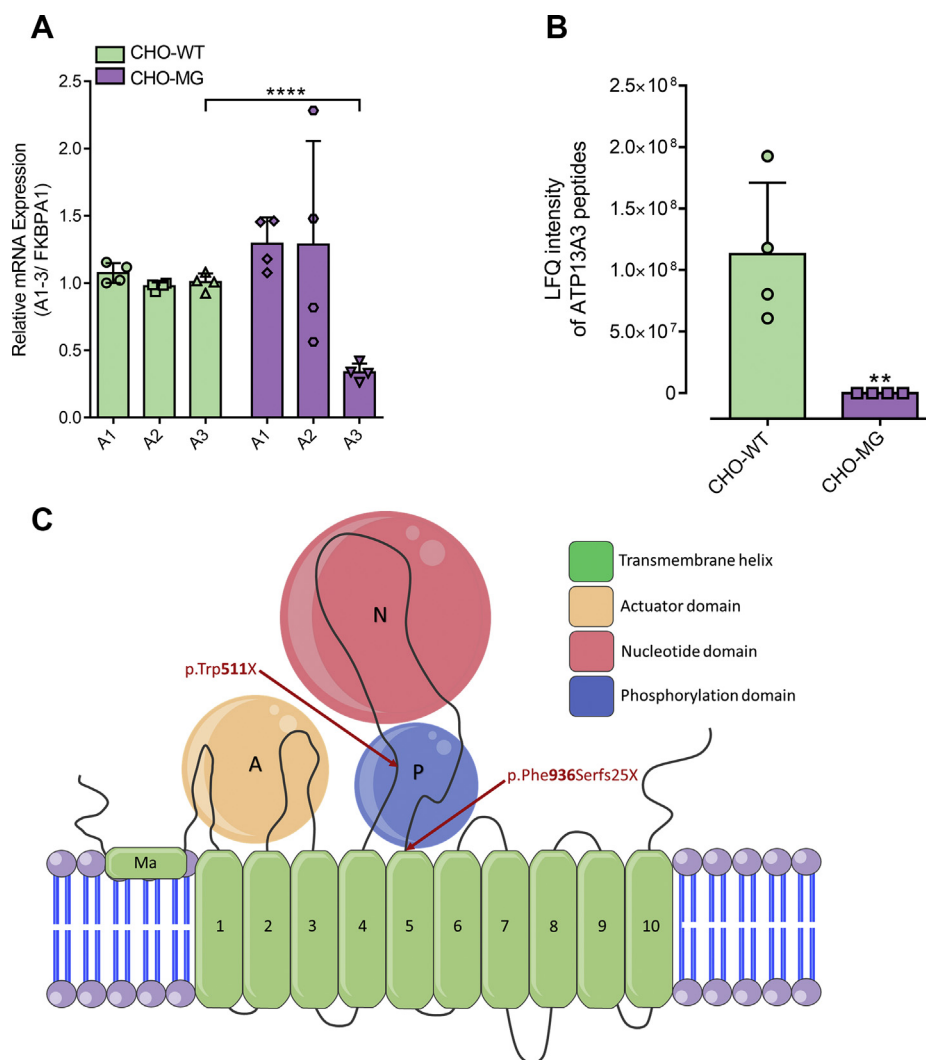 A
CHO-WT
CHO-MG
****
Relative mRNA Expression
(A1-3/ FKBPA1)
2.5
2.0
1.5
1.0
0.5
0.0
A1
A2
A3
A1
A2
A3
B
LFQ intensity
of ATP13A3 peptides
2.5×10⁸
2.0×10⁸
1.5×10⁸
1.0×10⁸
5.0×10⁷
0
**
CHO-WT
CHO-MG
C
N
p.Trp511X
A
P
p.Phe936Serfs25X
Transmembrane helix
Actuator domain
Nucleotide domain
Phosphorylation domain
Ma
1
2
3
4
5
6
7
8
9
10